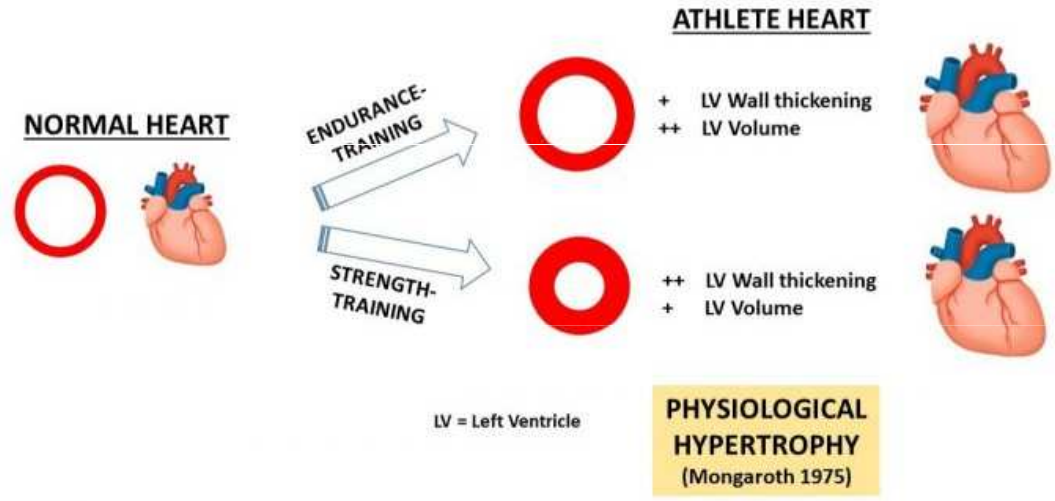 ATHLETE HEART
NORMAL HEART
ENDURANCE-
TRAINING
+ LV Wall thickening
++ LV Volume
STRENGTH-
TRAINING
++ LV Wall thickening
+ LV Volume
LV = Left Ventricle
PHYSIOLOGICAL
HYPERTROPHY
(Mongaroth 1975)